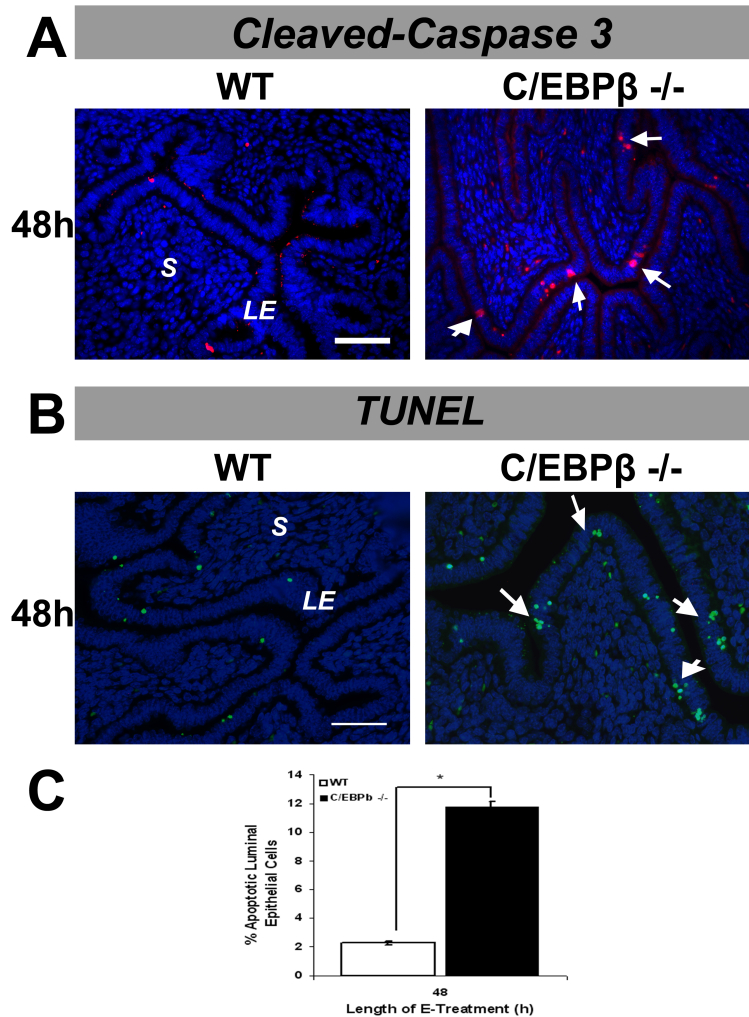 A
Cleaved-Caspase 3
WT
C/EBPβ -/-
48h
S
LE
B
TUNEL
WT
C/EBPβ -/-
48h
S
LE
C
% Apoptotic Luminal
Epithelial Cells
14
12
10
8
6
4
2
0
WT
C/EBPb -/-
*
48
Length of E-Treatment (h)